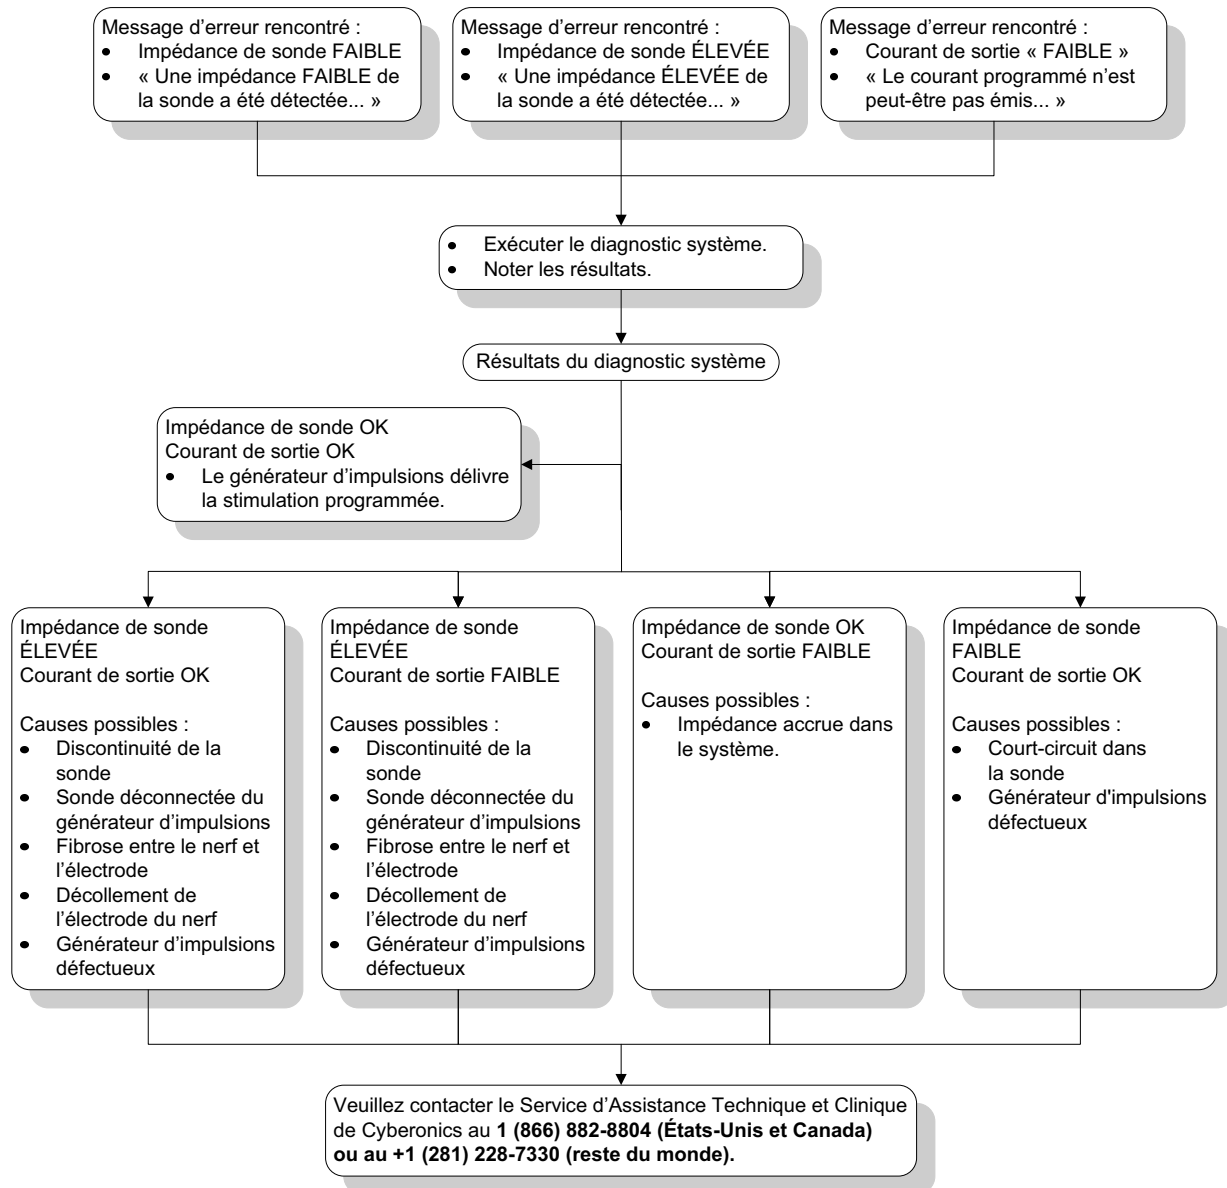 Message d’erreur rencontré :
• Impédance de sonde FAIBLE
• « Une impédance FAIBLE de
la sonde a été détectée... »
Message d’erreur rencontré :
• Impédance de sonde ÉLEVÉE
• « Une impédance ÉLEVÉE de
la sonde a été détectée... »
Message d’erreur rencontré :
• Courant de sortie « FAIBLE »
• « Le courant programmé n’est
peut-être pas émis... »
• Exécuter le diagnostic système.
• Noter les résultats.
Résultats du diagnostic système
Impédance de sonde OK
Courant de sortie OK
• Le générateur d’impulsions délivre
la stimulation programmée.
Impédance de sonde
ÉLEVÉE
Courant de sortie OK
Causes possibles :
• Discontinuité de la
sonde
• Sonde déconnectée du
générateur d’impulsions
• Fibrose entre le nerf et
l’électrode
• Décollement de
l’électrode du nerf
• Générateur d’impulsions
défectueux
Impédance de sonde
ÉLEVÉE
Courant de sortie FAIBLE
Causes possibles :
• Discontinuité de la
sonde
• Sonde déconnectée du
générateur d’impulsions
• Fibrose entre le nerf et
l’électrode
• Décollement de
l’électrode du nerf
• Générateur d’impulsions
défectueux
Impédance de sonde OK
Courant de sortie FAIBLE
Causes possibles :
• Impédance accrue dans
le système.
Impédance de sonde
FAIBLE
Courant de sortie OK
Causes possibles :
• Court-circuit dans
la sonde
• Générateur d'impulsions
défectueux
Veuillez contacter le Service d’Assistance Technique et Clinique
de Cyberonics au 1 (866) 882-8804 (États-Unis et Canada)
ou au +1 (281) 228-7330 (reste du monde).